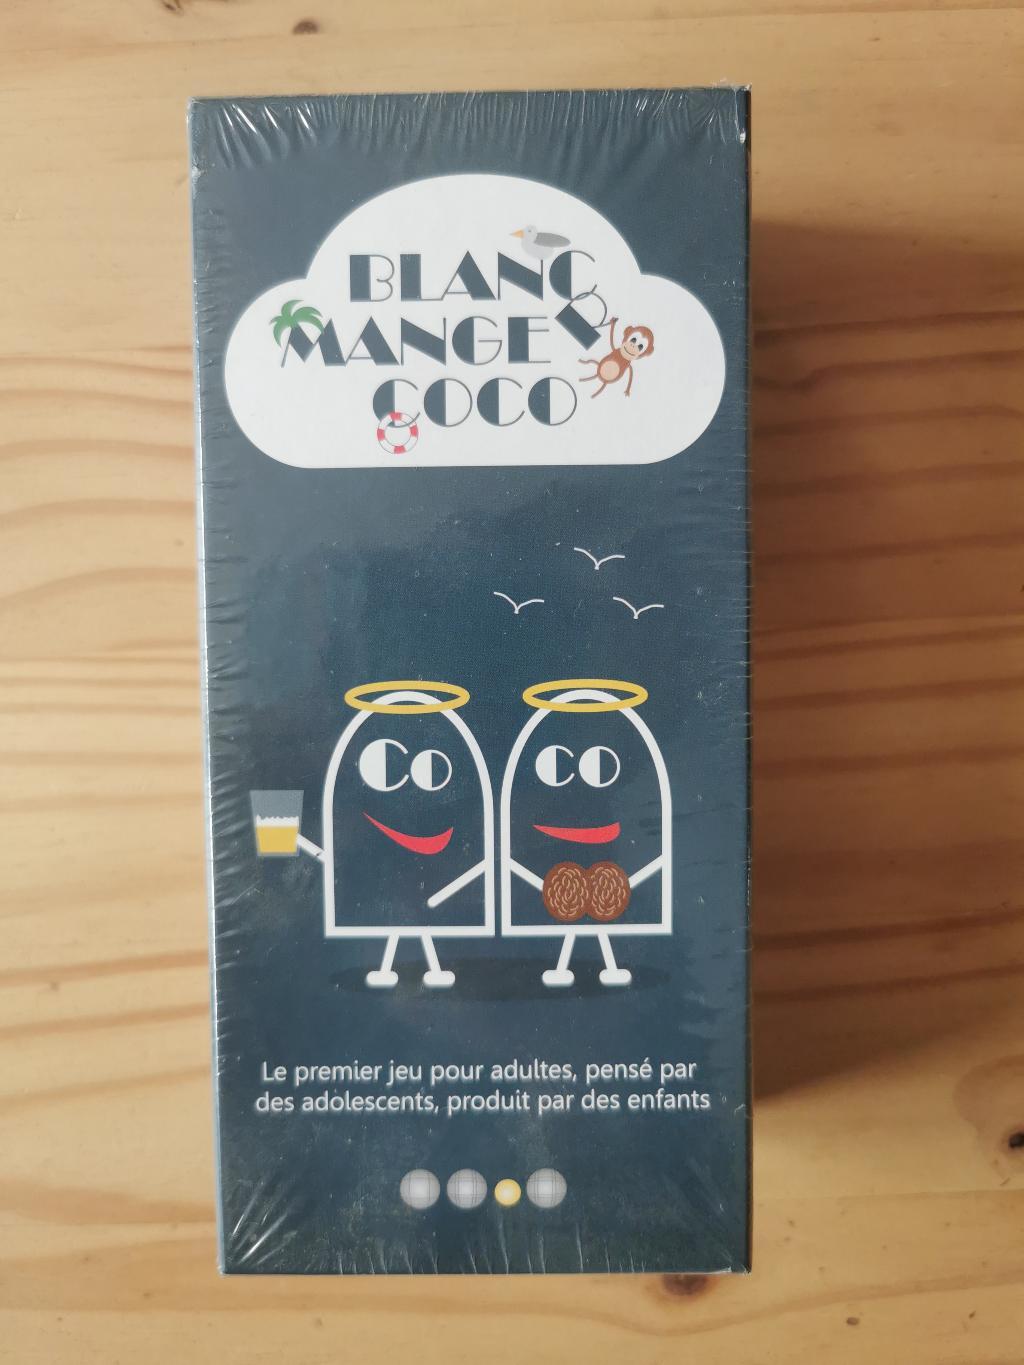 BLANC
MANGER
COCO
Co
co
Le premier jeu pour adultes, pensé par
des adolescents, produit par des enfants